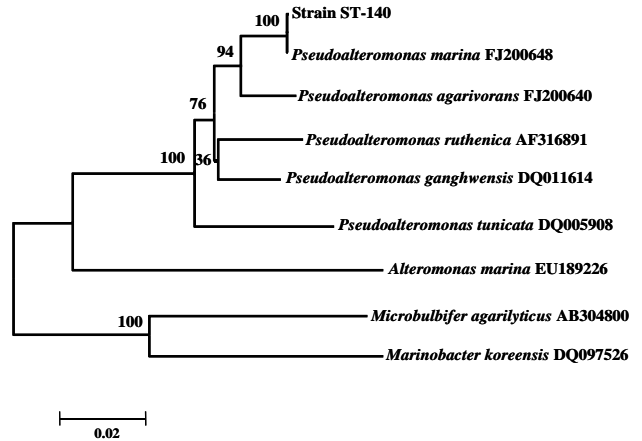 100
Strain ST-140
Pseudoalteromonas marina FJ200648
94
Pseudoalteromonas agarivorans FJ200640
76
Pseudoalteromonas ruthenica AF316891
100
36
Pseudoalteromonas ganghwensis DQ011614
Pseudoalteromonas tunicata DQ005908
Alteromonas marina EU189226
100
Microbulbifer agarilyticus AB304800
Marinobacter koreensis DQ097526
0.02